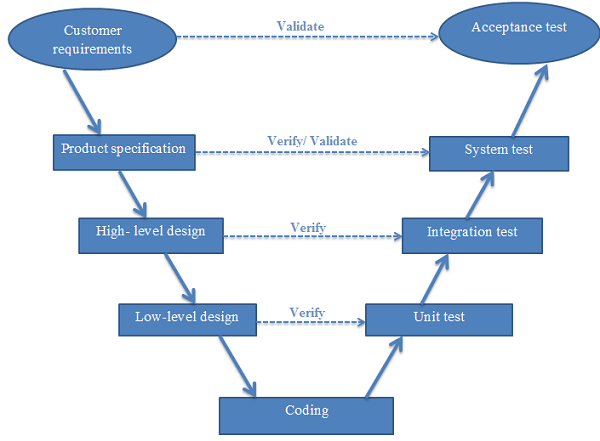 Customer
requirements
Validate
Acceptance test
Product specification
Verify/ Validate
System test
High- level design
Verify
Integration test
Low-level design
Verify
Unit test
Coding